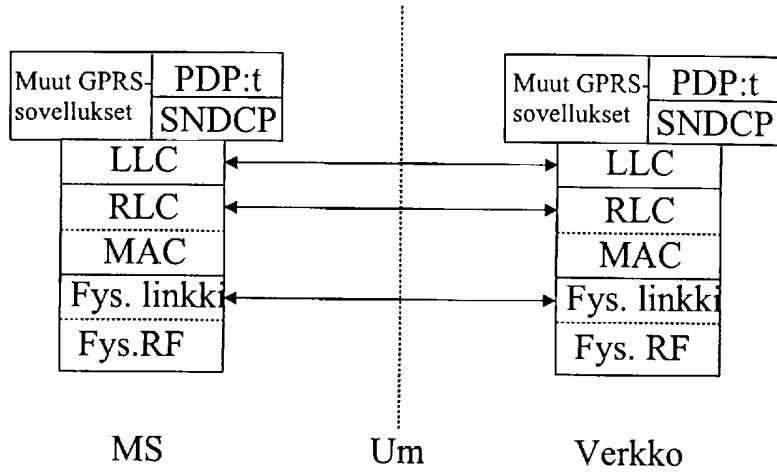 Muut GPRS-
sovellukset
PDP:t
SNDCP
LLC
RLC
MAC
Fys. linkki
Fys.RF
MS
Um
Muut GPRS-
sovellukset
PDP:t
SNDCP
LLC
RLC
MAC
Fys. linkki
Fys. RF
Verkko